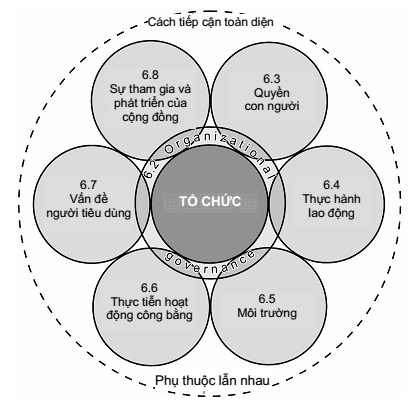 Cách tiếp cận toàn diện
6.8
Sự tham gia và
phát triển của
cộng đồng
6.3
Quyền
con người
6.2 Organizational
governance
TỔ CHỨC
6.7
Vấn đề
người tiêu dùng
6.4
Thực hành
lao động
6.6
Thực tiễn hoạt
động công bằng
6.5
Môi trường
Phụ thuộc lẫn nhau